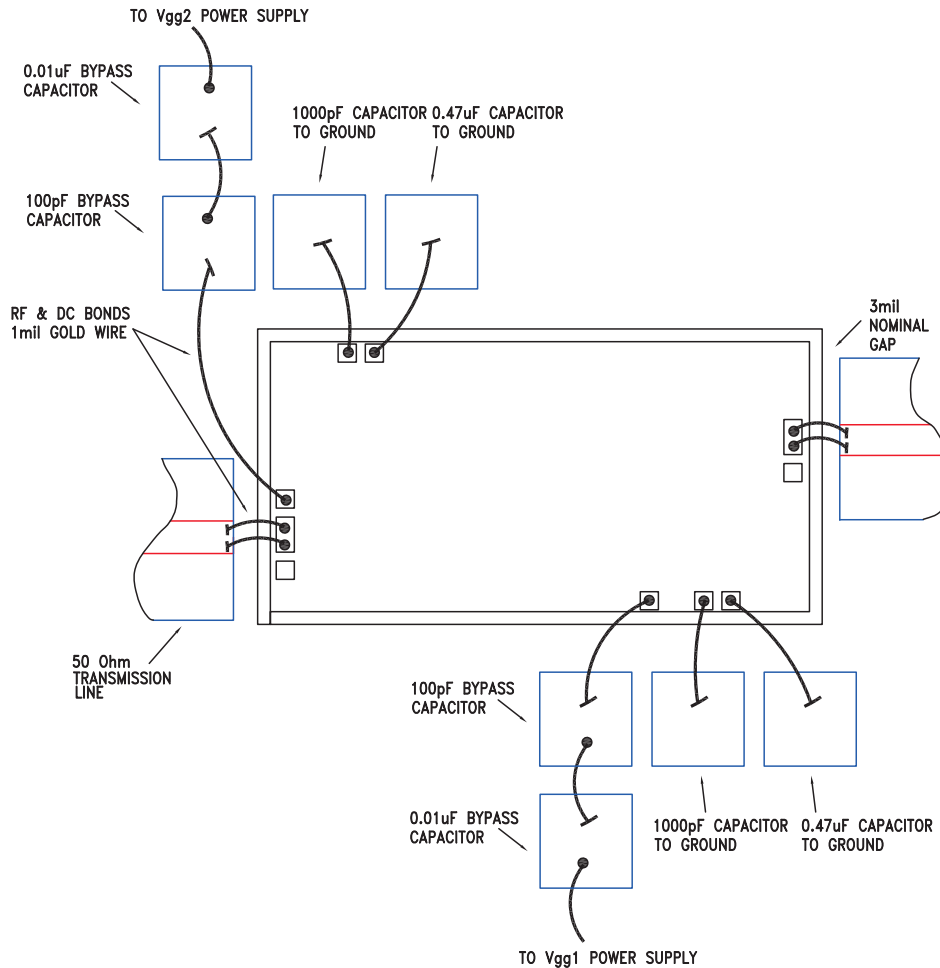 TO Vgg2 POWER SUPPLY
0.01uF BYPASS
CAPACITOR
1000pF CAPACITOR
TO GROUND
0.47uF CAPACITOR
TO GROUND
100pF BYPASS
CAPACITOR
RF & DC BONDS
1mil GOLD WIRE
3mil
NOMINAL
GAP
50 Ohm
TRANSMISSION
LINE
100pF BYPASS
CAPACITOR
0.01uF BYPASS
CAPACITOR
1000pF CAPACITOR
TO GROUND
0.47uF CAPACITOR
TO GROUND
TO Vgg1 POWER SUPPLY